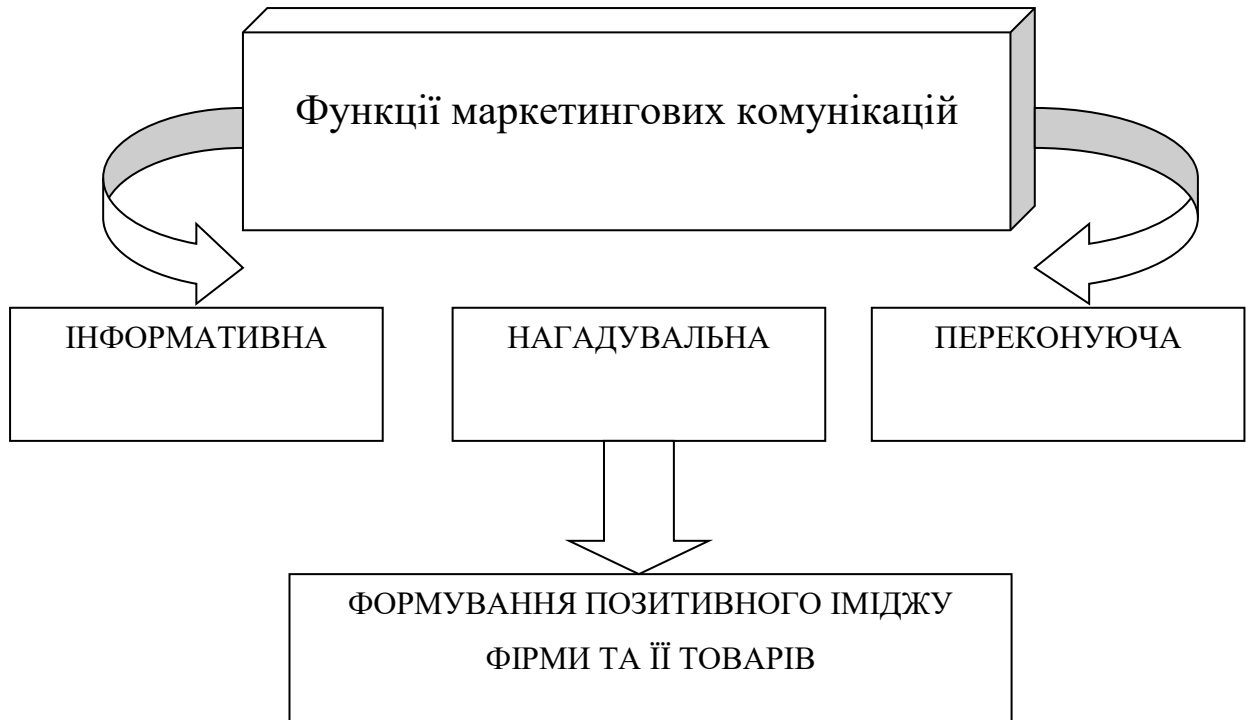 Функції маркетингових комунікацій
ІНФОРМАТИВНА
НАГАДУВАЛЬНА
ПЕРЕКОНУЮЧА
ФОРМУВАННЯ ПОЗИТИВНОГО ІМІДЖУ
ФІРМИ ТА ЇЇ ТОВАРІВ